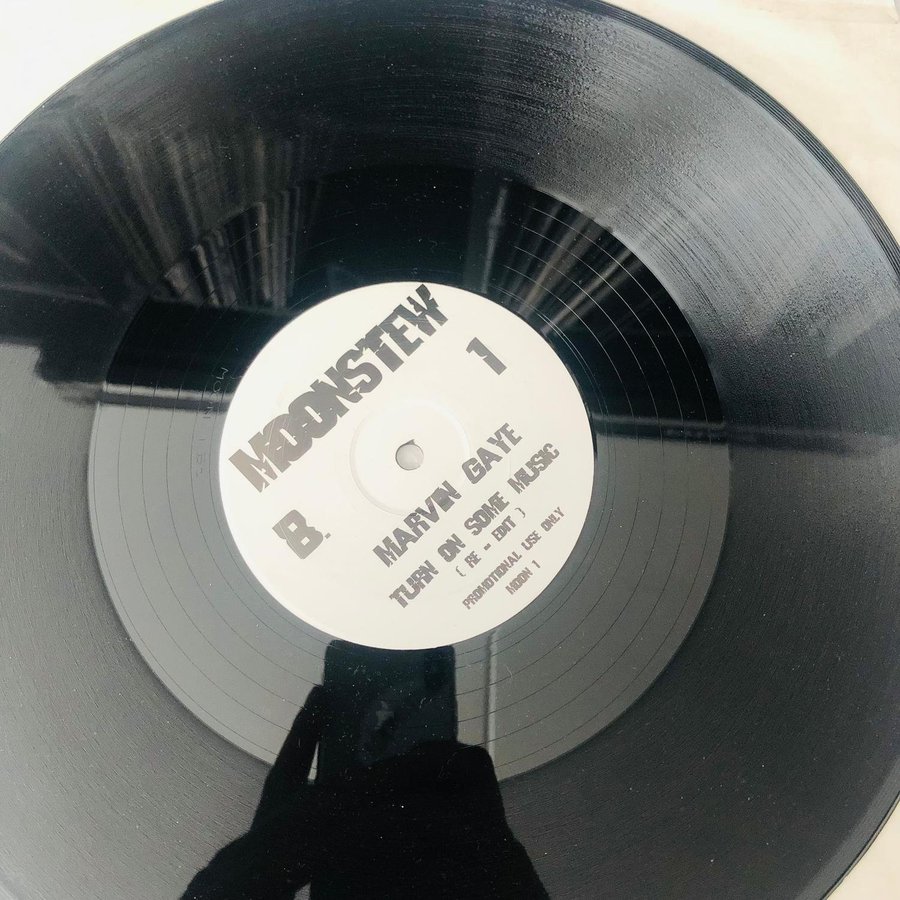 MOONSTEW
1
B
MARVIN GAYE
TURN ON SOME MUSIC
( RE - EDIT )
PROMOTIONAL USE ONLY
MOON 1